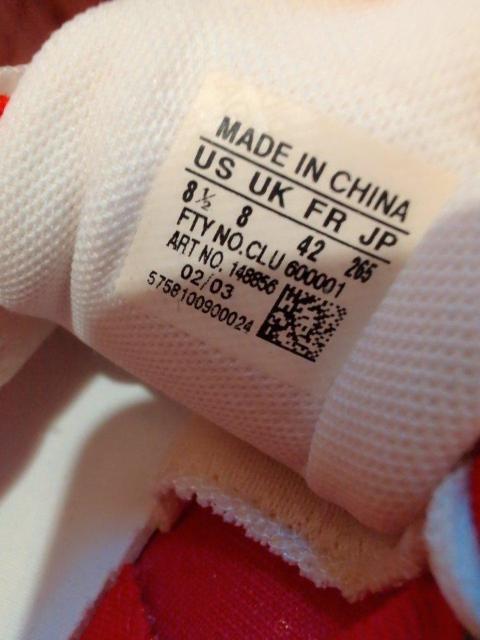 MADE IN CHINA
US UK FR JP
8½ 8 42 265
FTY NO.CLU 600001
ART NO. 148856
02/03
5758100900024